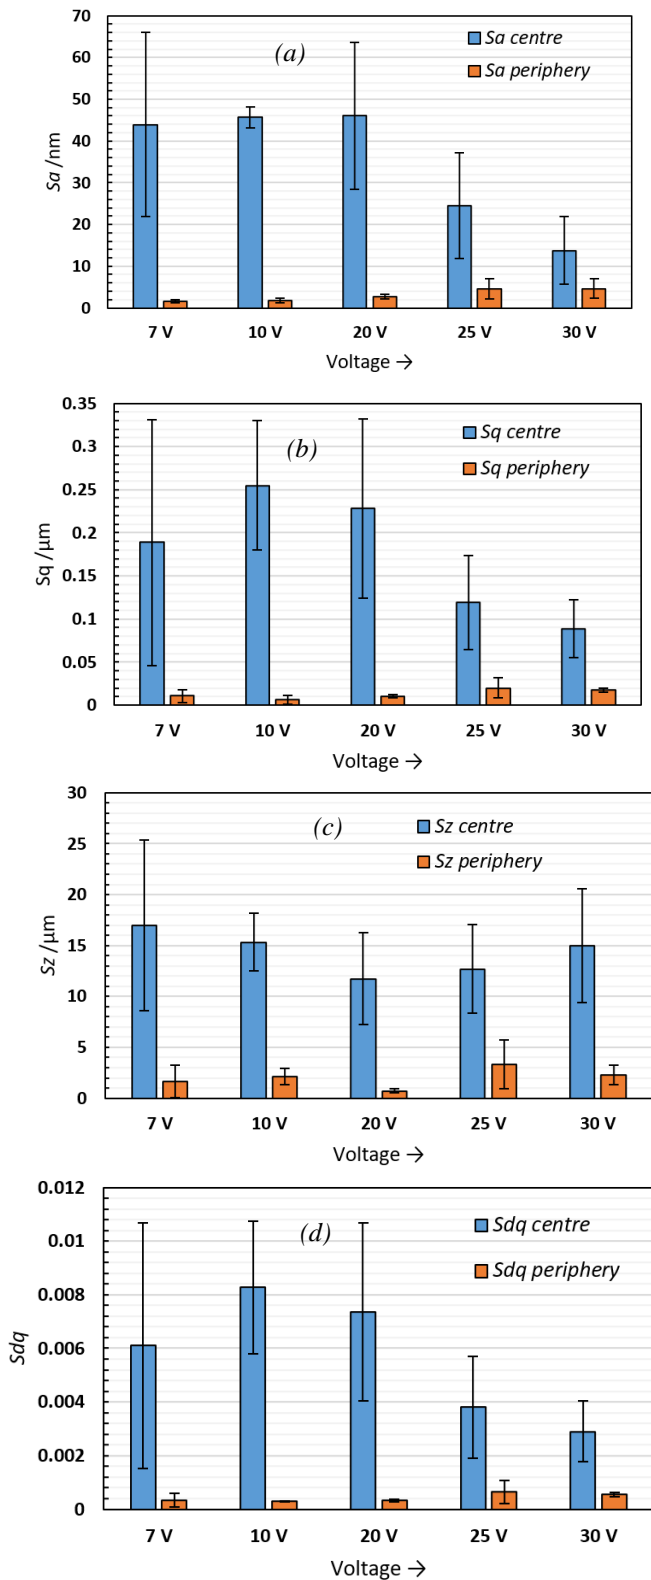 70
60
50
40
30
20
10
0
Sa /nm
(a)
Sa centre
Sa periphery
7 V 10 V 20 V 25 V 30 V
Voltage →
0.35
0.3
0.25
0.2
0.15
0.1
0.05
0
Sq /µm
(b)
Sq centre
Sq periphery
7 V 10 V 20 V 25 V 30 V
Voltage →
30
25
20
15
10
5
0
Sz /µm
(c)
Sz centre
Sz periphery
7 V 10 V 20 V 25 V 30 V
Voltage →
0.012
0.01
0.008
0.006
0.004
0.002
0
Sdq
(d)
Sdq centre
Sdq periphery
7 V 10 V 20 V 25 V 30 V
Voltage →